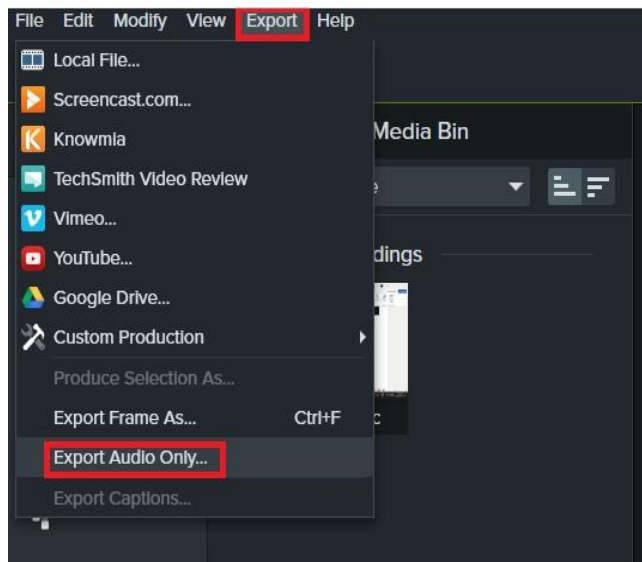 File Edit Modify View Export Help
Local File...
Screencast.com...
Knowmia
Media Bin
TechSmith Video Review
Vimeo...
YouTube...
dings
Google Drive...
Custom Production
Produce Selection As...
Export Frame As... Ctrl+F
c
Export Audio Only...
Export Captions...